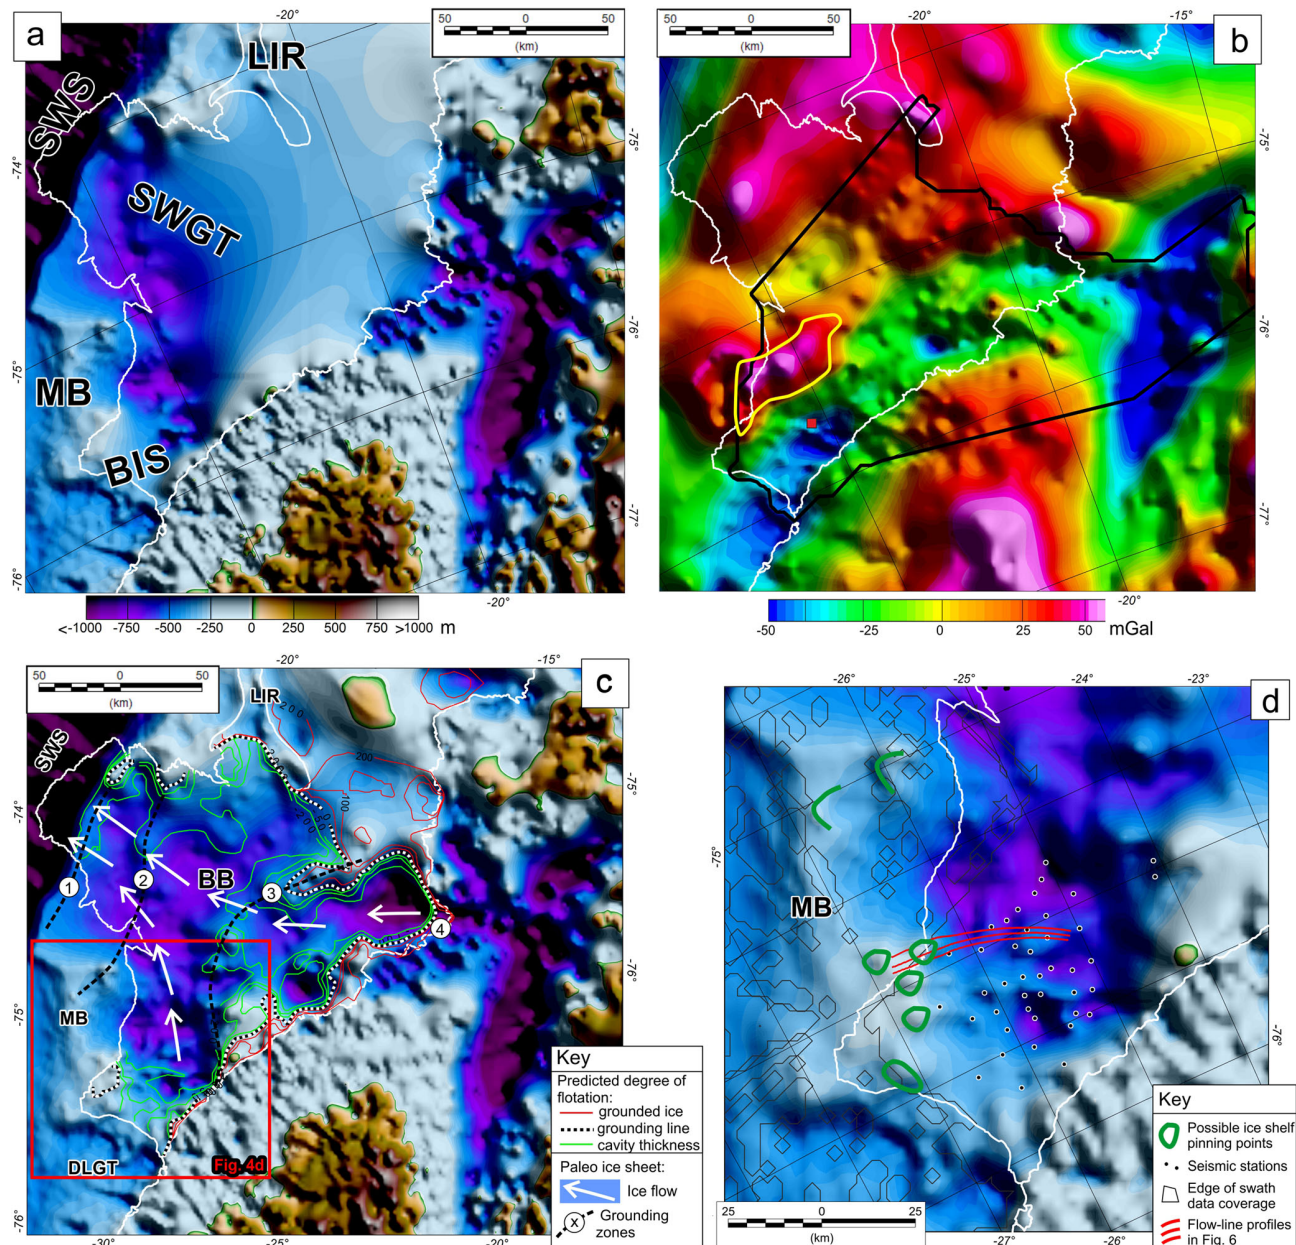 a
50 0 50
(km)
-20°
LIR
SWS
-74°
SWGT
-75°
-76°
MB
-75°
BIS
-77°
-76°
-20°
<-1000 -750 -500 -250 0 250 500 750 >1000 m
b
50 0 50
(km)
-20°
-15°
-75°
-76°
-77°
-20°
-50 -25 0 25 50 mGal
c
50 0 50
(km)
-20°
-15°
LIR
200
SWS
-75°
200
100
-74°
BB
1
2
3
4
-76°
MB
-75°
DLGT
Fig. 4d
-76°
-30°
-25°
-20°
Key
Predicted degree of
flotation:
grounded ice
grounding line
cavity thickness
Paleo ice sheet:
Ice flow
x
Grounding
zones
d
-26°
-25°
-24°
-23°
-75°
MB
-76°
-27°
-26°
25 0 25
(km)
Key
Possible ice shelf
pinning points
Seismic stations
Edge of swath
data coverage
Flow-line profiles
in Fig. 6